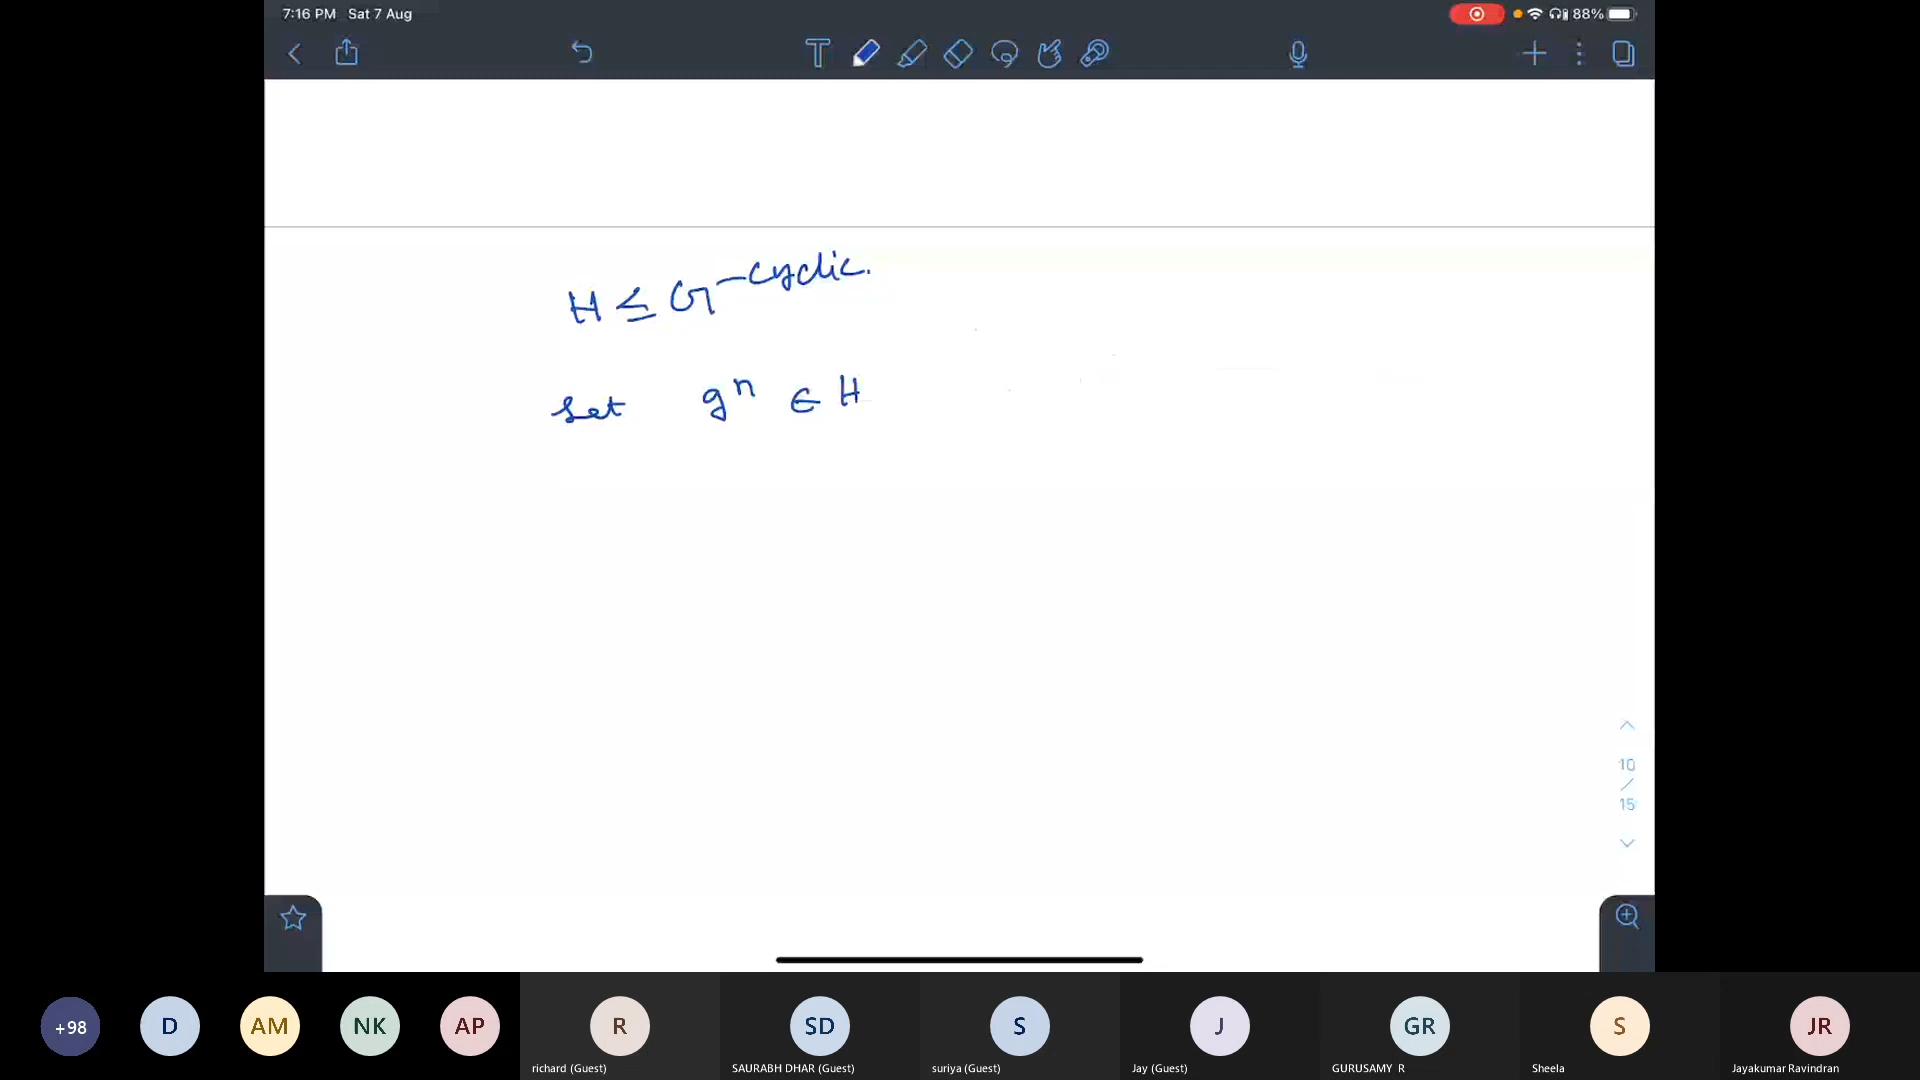 7:16 PM Sat 7 Aug
88%
H ≤ G - cyclic.
Let gⁿ ∈ H
10
/
15
+98 D AM NK AP R SD S J GR S JR
richard (Guest) SAURABH DHAR (Guest) suriya (Guest) Jay (Guest) GURUSAMY R Sheela Jayakumar Ravindran